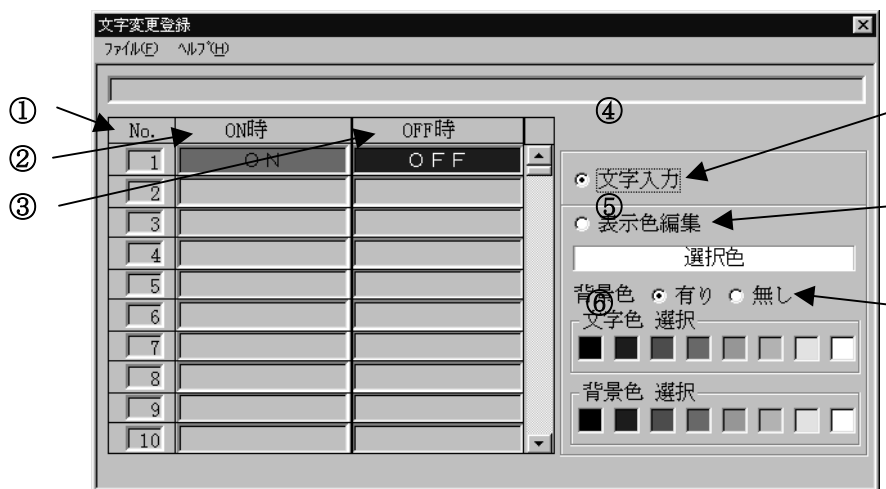 文字変更登録
ファイル(F) ヘルプ(H)
① No. ON時 OFF時 ④
② 1 ON OFF
文字入力
③ 2 ⑤
3 表示色編集
4 選択色
5 背景色 有り 無し
⑥
6 文字色 選択
7
8 背景色 選択
9
10